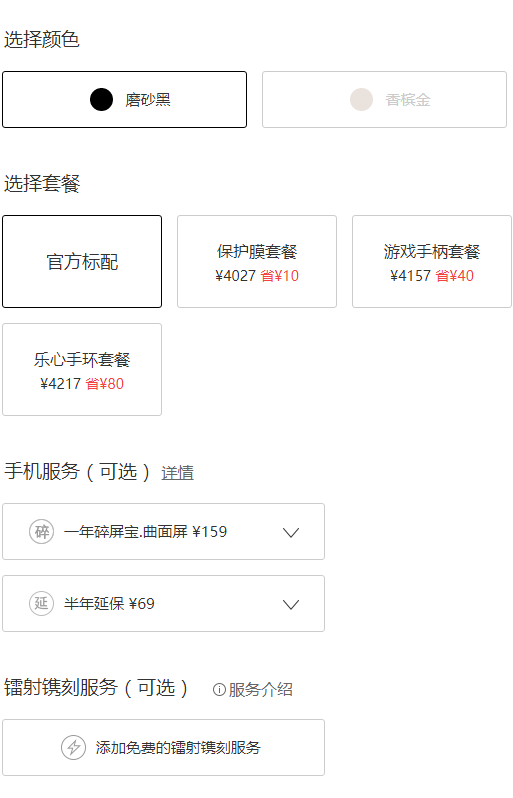 选择颜色
磨砂黑
香槟金
选择套餐
官方标配
保护膜套餐
¥4027 省¥10
游戏手柄套餐
¥4157 省¥40
乐心手环套餐
¥4217 省¥80
手机服务（可选） 详情
碎 一年碎屏宝.曲面屏 ¥159
延 半年延保 ¥69
镭射镌刻服务（可选） 服务介绍
添加免费的镭射镌刻服务